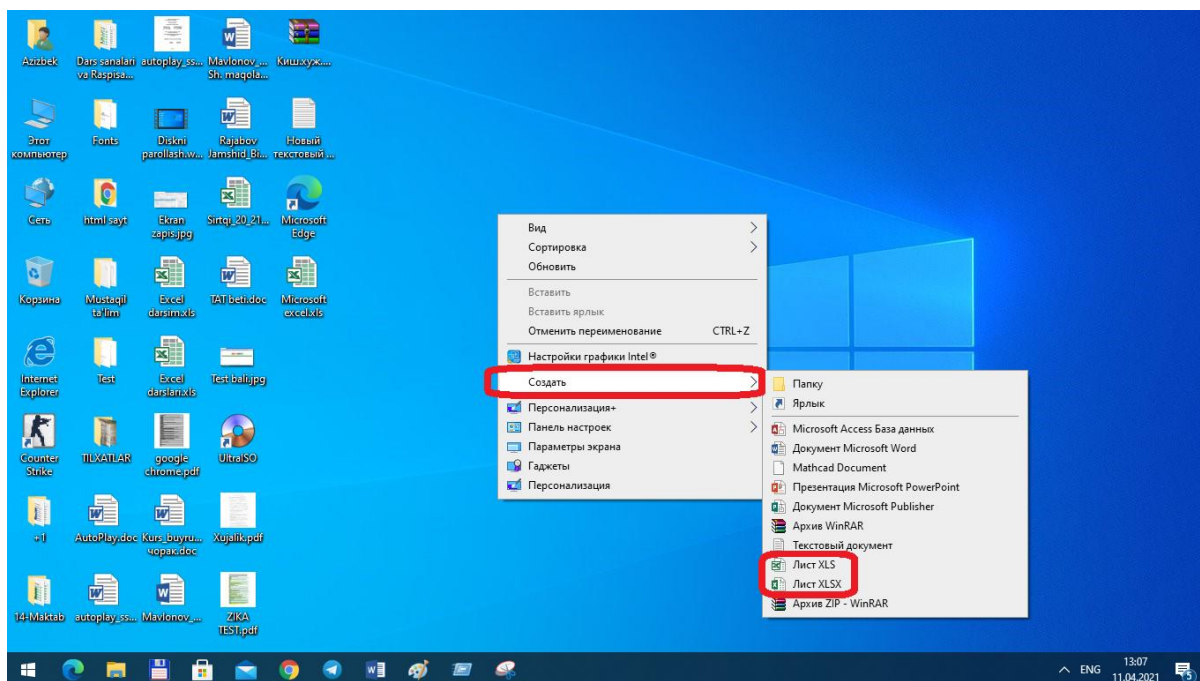 Azizbek
Dars sanalari
va Raspisa...
autoplay_ss...
Mavlonov_...
Sh. maqola...
Киш.хуж....
Этот
компьютер
Fonts
Diskni
parollash.w...
Rajabov
Jamshid_Bi...
Новый
текстовый ...
Сеть
html sayt
Ekran
zapis.jpg
Sirtqi_20_21...
Microsoft
Edge
Корзина
Mustaqil
ta'lim
Excel
darsim.xls
TAT beti.doc
Microsoft
excel.xls
Internet
Explorer
Test
Excel
darslari.xls
Test bali.jpg
Counter
Strike
TILXATLAR
google
chrome.pdf
UltraISO
+1
AutoPlay.doc
Kurs_buyru...
чорак.doc
Xujalik.pdf
14-Maktab
autoplay_ss...
Mavlonov_...
ZIKA
TEST.pdf
Вид
Сортировка
Обновить
Вставить
Вставить ярлык
Отменить переименование CTRL+Z
Настройки графики Intel®
Создать
Персонализация+
Панель настроек
Параметры экрана
Гаджеты
Персонализация
Папку
Ярлык
Microsoft Access База данных
Документ Microsoft Word
Mathcad Document
Презентация Microsoft PowerPoint
Документ Microsoft Publisher
Архив WinRAR
Текстовый документ
Лист XLS
Лист XLSX
Архив ZIP - WinRAR
ENG
13:07
11.04.2021